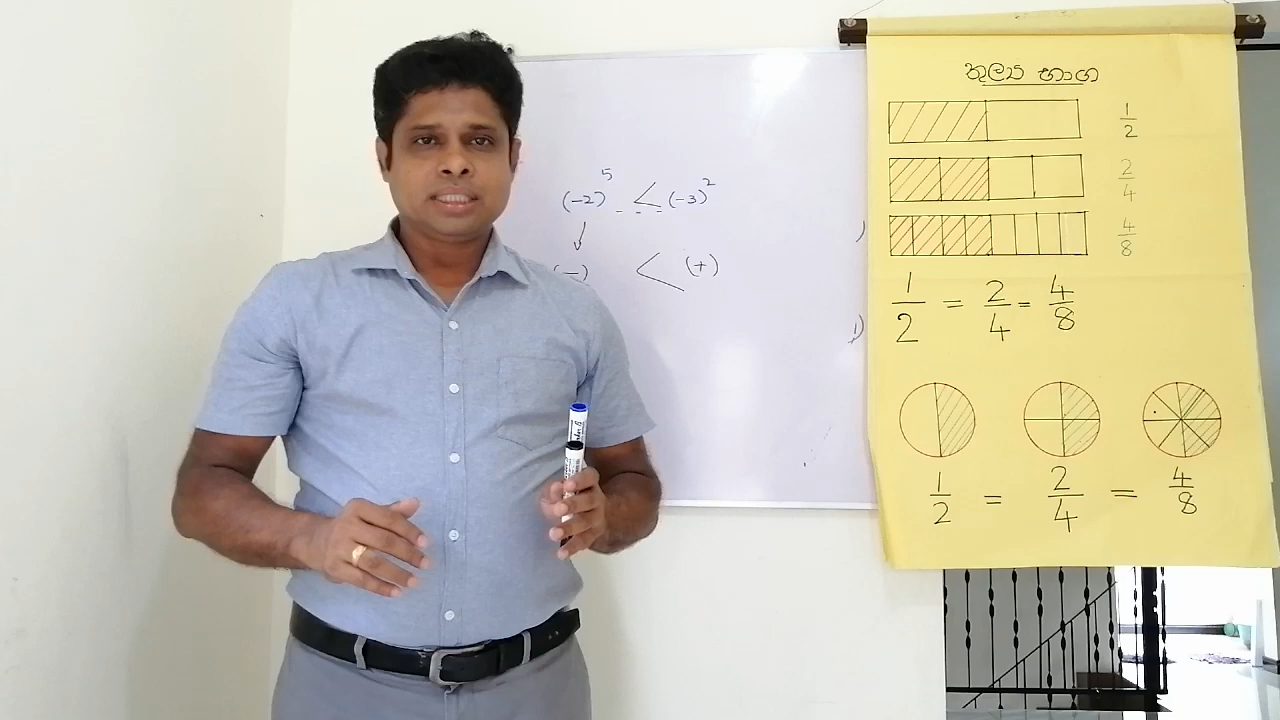 (-2)⁵ < (-3)²
(-) < (+)
තුල්‍ය භාග
1/2
2/4
4/8
1/2 = 2/4 = 4/8
1/2 = 2/4 = 4/8